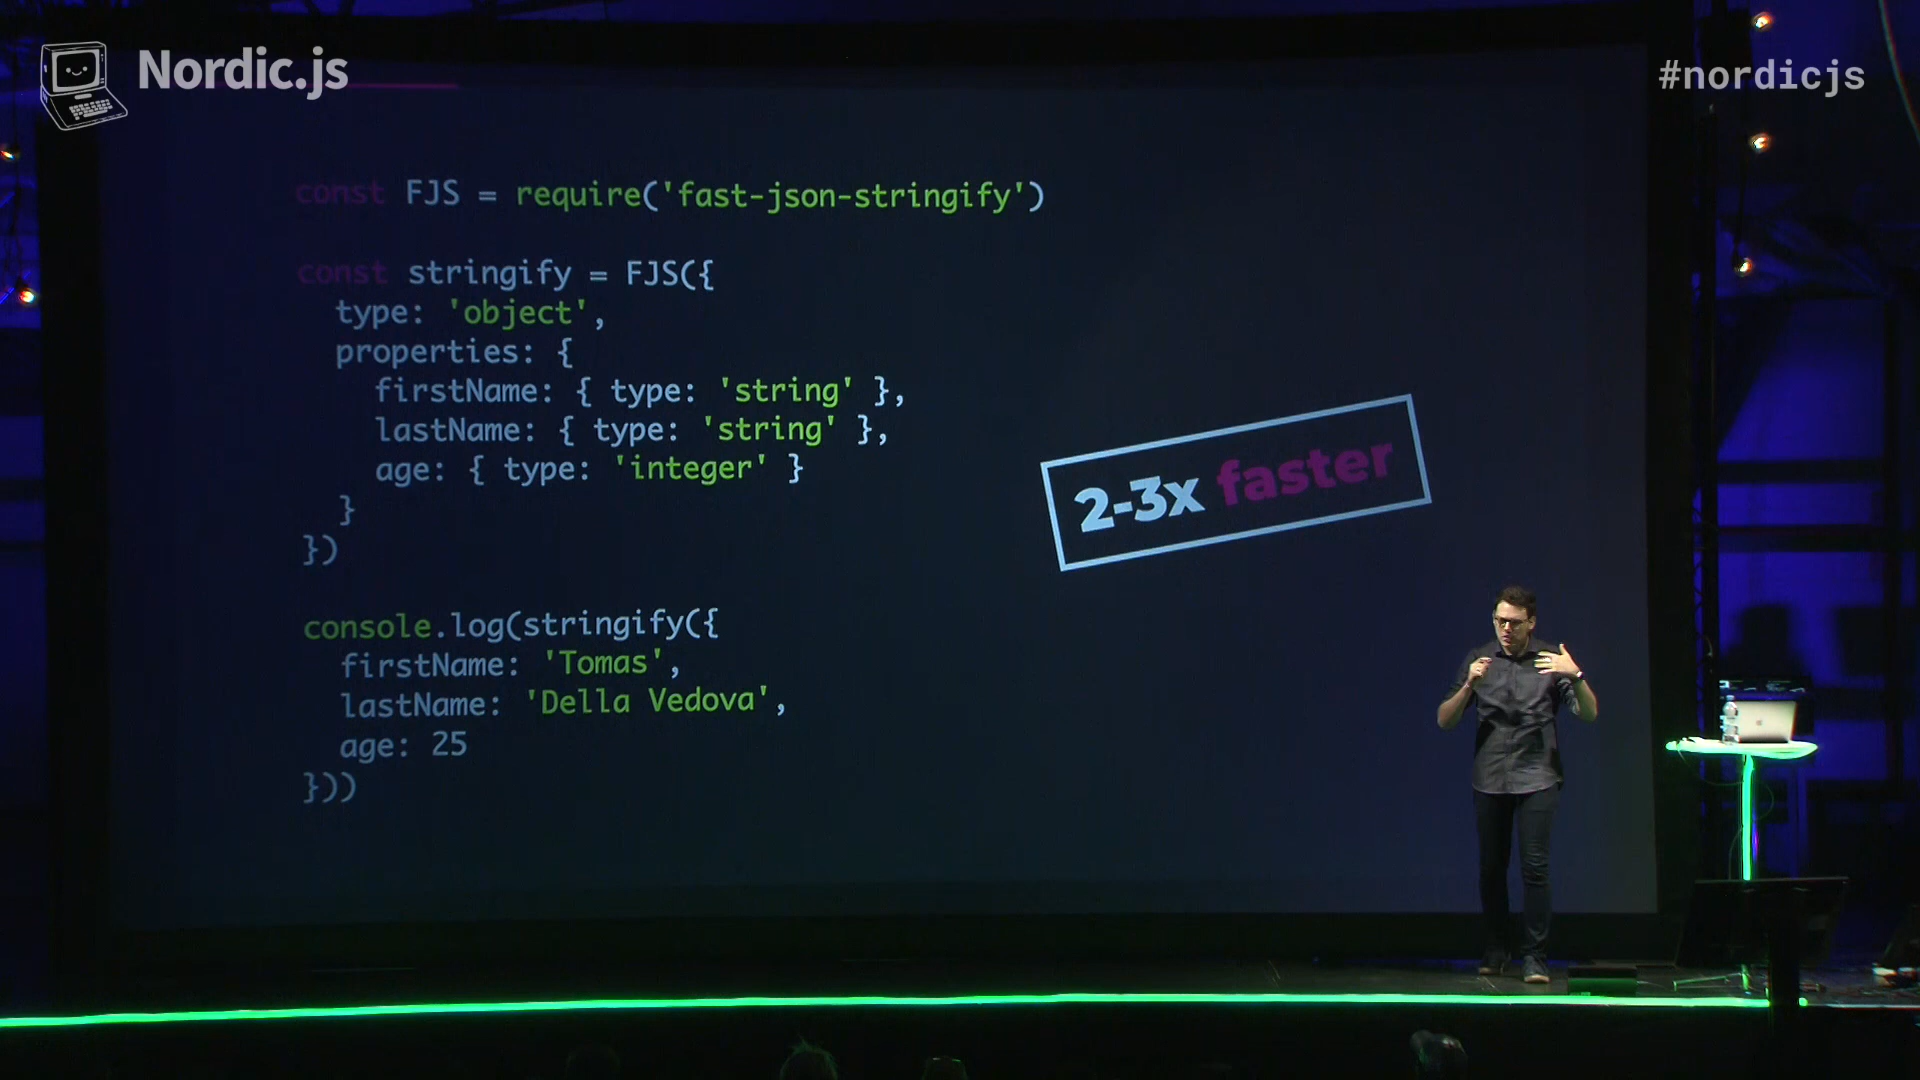 Nordic.js
#nordicjs
const FJS = require('fast-json-stringify')
const stringify = FJS({
type: 'object',
properties: {
firstName: { type: 'string' },
lastName: { type: 'string' },
age: { type: 'integer' }
}
})
2-3x faster
console.log(stringify({
firstName: 'Tomas',
lastName: 'Della Vedova',
age: 25
}))